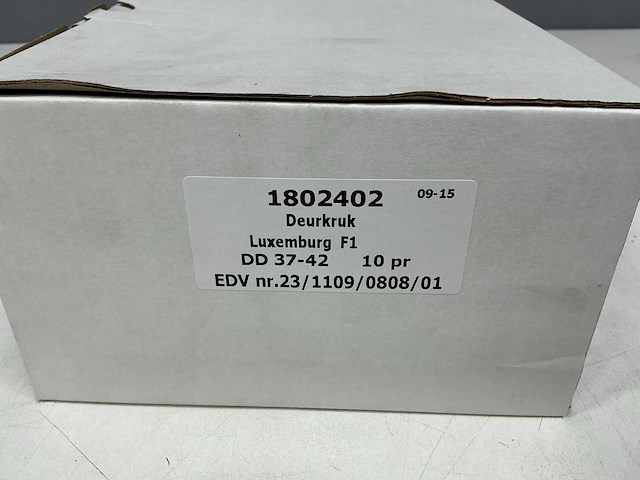 1802402 09-15
Deurkruk
Luxemburg F1
DD 37-42 10 pr
EDV nr.23/1109/0808/01